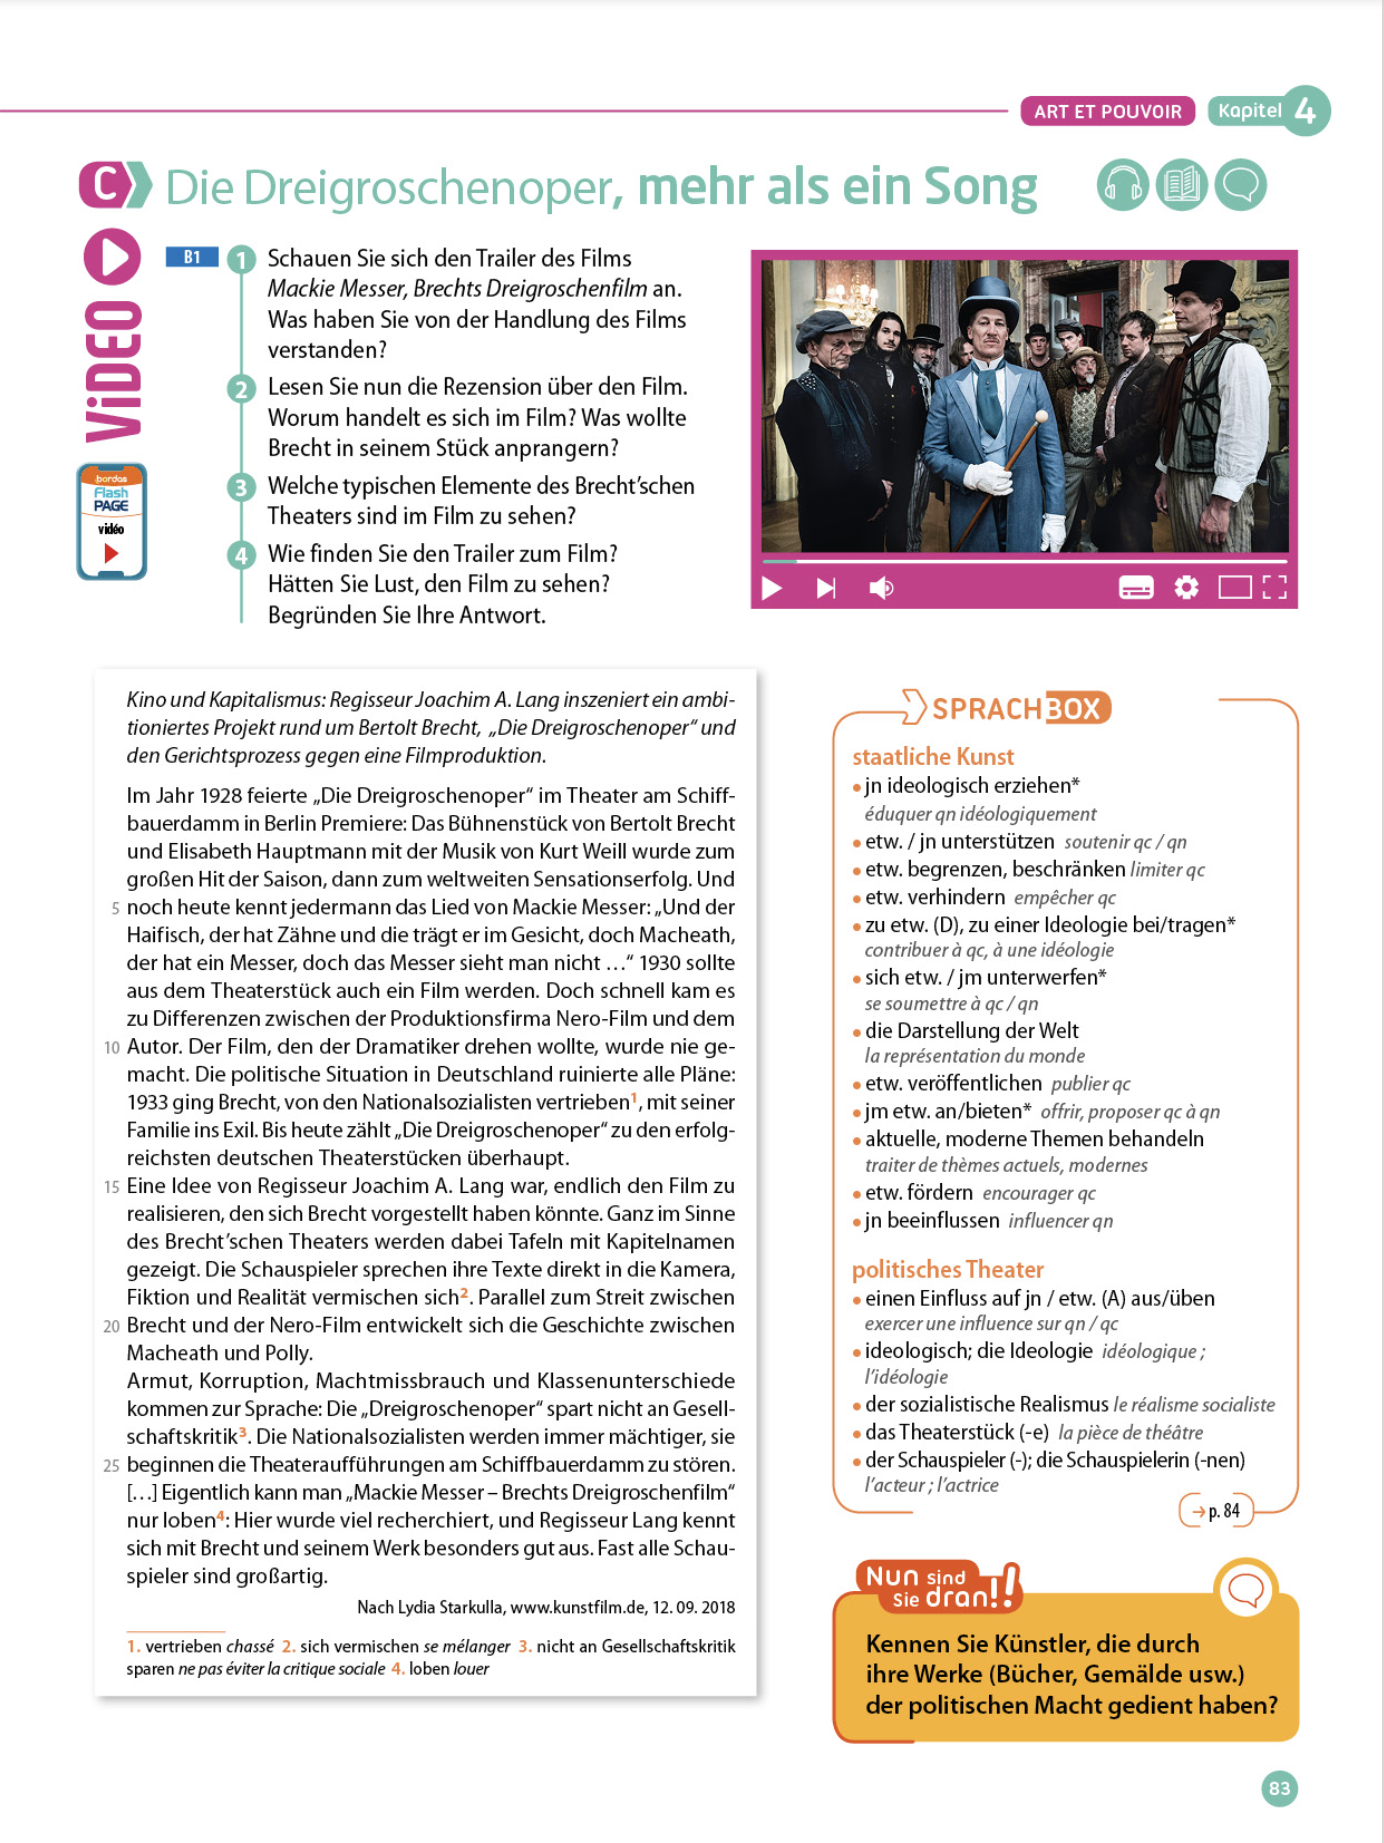 ART ET POUVOIR Kapitel 4
C Die Dreigroschenoper, mehr als ein Song
ViDEO
bordas
Flash
PAGE
vidéo
B1
1 Schauen Sie sich den Trailer des Films
Mackie Messer, Brechts Dreigroschenfilm an.
Was haben Sie von der Handlung des Films
verstanden?
2 Lesen Sie nun die Rezension über den Film.
Worum handelt es sich im Film? Was wollte
Brecht in seinem Stück anprangern?
3 Welche typischen Elemente des Brecht’schen
Theaters sind im Film zu sehen?
4 Wie finden Sie den Trailer zum Film?
Hätten Sie Lust, den Film zu sehen?
Begründen Sie Ihre Antwort.
Kino und Kapitalismus: Regisseur Joachim A. Lang inszeniert ein ambi-
tioniertes Projekt rund um Bertolt Brecht, „Die Dreigroschenoper“ und
den Gerichtsprozess gegen eine Filmproduktion.
Im Jahr 1928 feierte „Die Dreigroschenoper“ im Theater am Schiff-
bauerdamm in Berlin Premiere: Das Bühnenstück von Bertolt Brecht
und Elisabeth Hauptmann mit der Musik von Kurt Weill wurde zum
großen Hit der Saison, dann zum weltweiten Sensationserfolg. Und
5 noch heute kennt jedermann das Lied von Mackie Messer: „Und der
Haifisch, der hat Zähne und die trägt er im Gesicht, doch Macheath,
der hat ein Messer, doch das Messer sieht man nicht …“ 1930 sollte
aus dem Theaterstück auch ein Film werden. Doch schnell kam es
zu Differenzen zwischen der Produktionsfirma Nero-Film und dem
10 Autor. Der Film, den der Dramatiker drehen wollte, wurde nie ge-
macht. Die politische Situation in Deutschland ruinierte alle Pläne:
1933 ging Brecht, von den Nationalsozialisten vertrieben1, mit seiner
Familie ins Exil. Bis heute zählt „Die Dreigroschenoper“ zu den erfolg-
reichsten deutschen Theaterstücken überhaupt.
15 Eine Idee von Regisseur Joachim A. Lang war, endlich den Film zu
realisieren, den sich Brecht vorgestellt haben könnte. Ganz im Sinne
des Brecht’schen Theaters werden dabei Tafeln mit Kapitelnamen
gezeigt. Die Schauspieler sprechen ihre Texte direkt in die Kamera,
Fiktion und Realität vermischen sich2. Parallel zum Streit zwischen
20 Brecht und der Nero-Film entwickelt sich die Geschichte zwischen
Macheath und Polly.
Armut, Korruption, Machtmissbrauch und Klassenunterschiede
kommen zur Sprache: Die „Dreigroschenoper“ spart nicht an Gesell-
schaftskritik3. Die Nationalsozialisten werden immer mächtiger, sie
25 beginnen die Theateraufführungen am Schiffbauerdamm zu stören.
[…] Eigentlich kann man „Mackie Messer – Brechts Dreigroschenfilm“
nur loben4: Hier wurde viel recherchiert, und Regisseur Lang kennt
sich mit Brecht und seinem Werk besonders gut aus. Fast alle Schau-
spieler sind großartig.
Nach Lydia Starkulla, www.kunstfilm.de, 12. 09. 2018
1. vertrieben chassé 2. sich vermischen se mélanger 3. nicht an Gesellschaftskritik
sparen ne pas éviter la critique sociale 4. loben louer
SPRACHBOX
staatliche Kunst
• jn ideologisch erziehen*
éduquer qn idéologiquement
• etw. / jn unterstützen soutenir qc / qn
• etw. begrenzen, beschränken limiter qc
• etw. verhindern empêcher qc
• zu etw. (D), zu einer Ideologie bei/tragen*
contribuer à qc, à une idéologie
• sich etw. / jm unterwerfen*
se soumettre à qc / qn
• die Darstellung der Welt
la représentation du monde
• etw. veröffentlichen publier qc
• jm etw. an/bieten* offrir, proposer qc à qn
• aktuelle, moderne Themen behandeln
traiter de thèmes actuels, modernes
• etw. fördern encourager qc
• jn beeinflussen influencer qn
politisches Theater
• einen Einfluss auf jn / etw. (A) aus/üben
exercer une influence sur qn / qc
• ideologisch; die Ideologie idéologique ;
l’idéologie
• der sozialistische Realismus le réalisme socialiste
• das Theaterstück (-e) la pièce de théâtre
• der Schauspieler (-); die Schauspielerin (-nen)
l’acteur ; l’actrice
→ p. 84
Nun sind
Sie dran!!
Kennen Sie Künstler, die durch
ihre Werke (Bücher, Gemälde usw.)
der politischen Macht gedient haben?
83